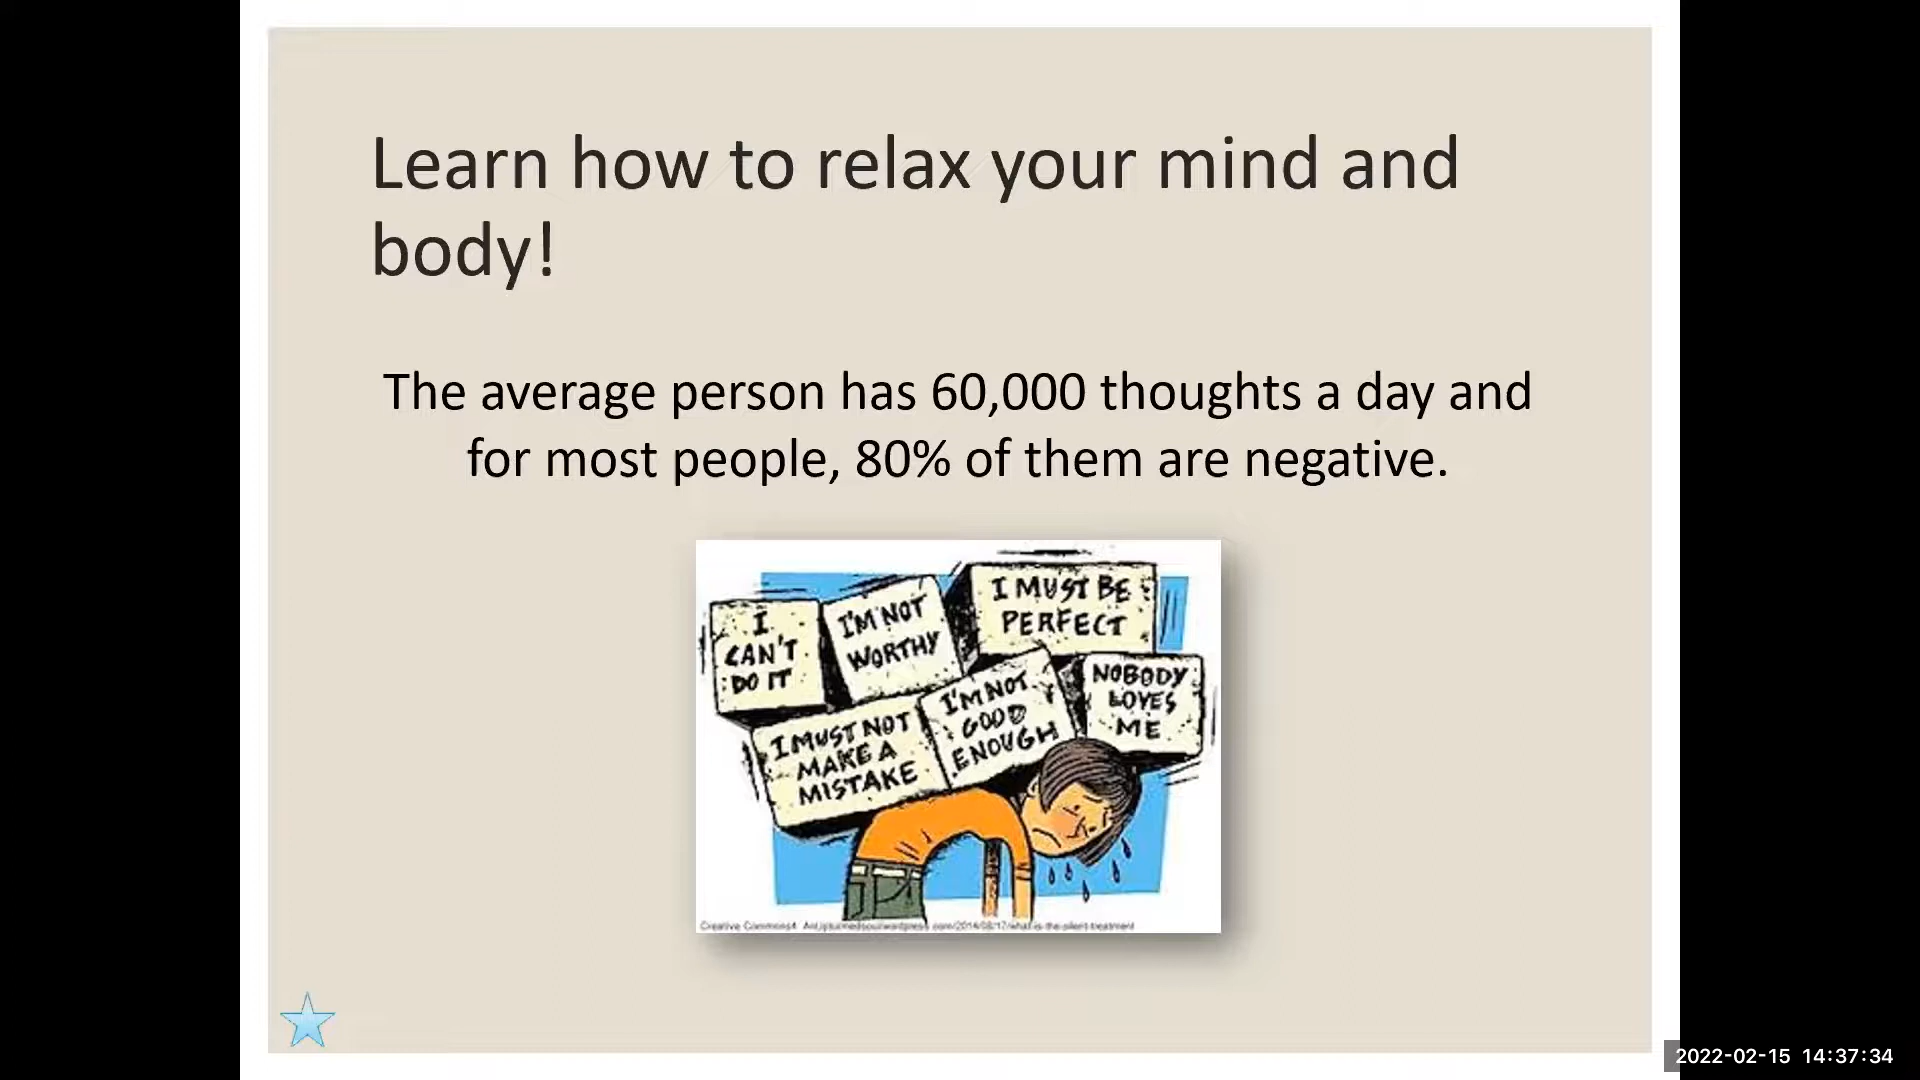 Learn how to relax your mind and
body!
The average person has 60,000 thoughts a day and
for most people, 80% of them are negative.
I
CAN'T
DO IT
I'M NOT
WORTHY
I MUST BE
PERFECT
I MUST NOT
MAKE A
MISTAKE
I'M NOT
GOOD
ENOUGH
NOBODY
LOVES
ME
Creative Commons
2022-02-15 14:37:34